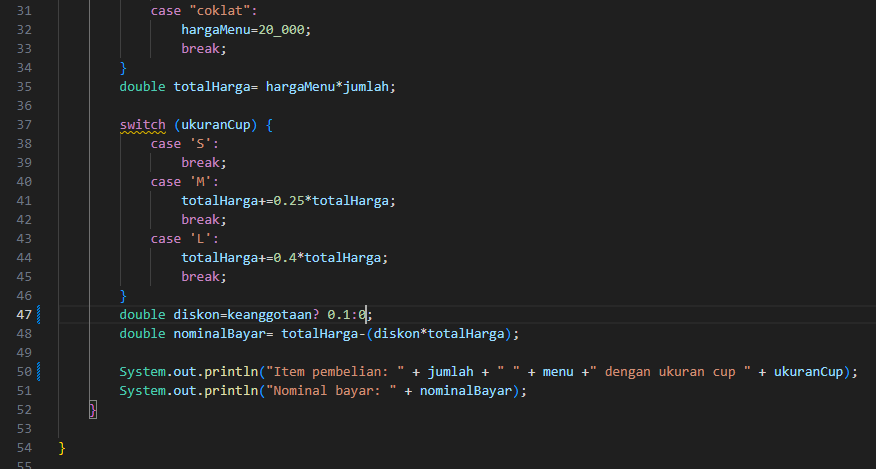 31 case "coklat":
32 hargaMenu=20_000;
33 break;
34 }
35 double totalHarga= hargaMenu*jumlah;
36
37 switch (ukuranCup) {
38 case 'S':
39 break;
40 case 'M':
41 totalHarga+=0.25*totalHarga;
42 break;
43 case 'L':
44 totalHarga+=0.4*totalHarga;
45 break;
46 }
47 double diskon=keanggotaan? 0.1:0;
48 double nominalBayar= totalHarga-(diskon*totalHarga);
49
50 System.out.println("Item pembelian: " + jumlah + " " + menu +" dengan ukuran cup " + ukuranCup);
51 System.out.println("Nominal bayar: " + nominalBayar);
52 }
53
54 }
55